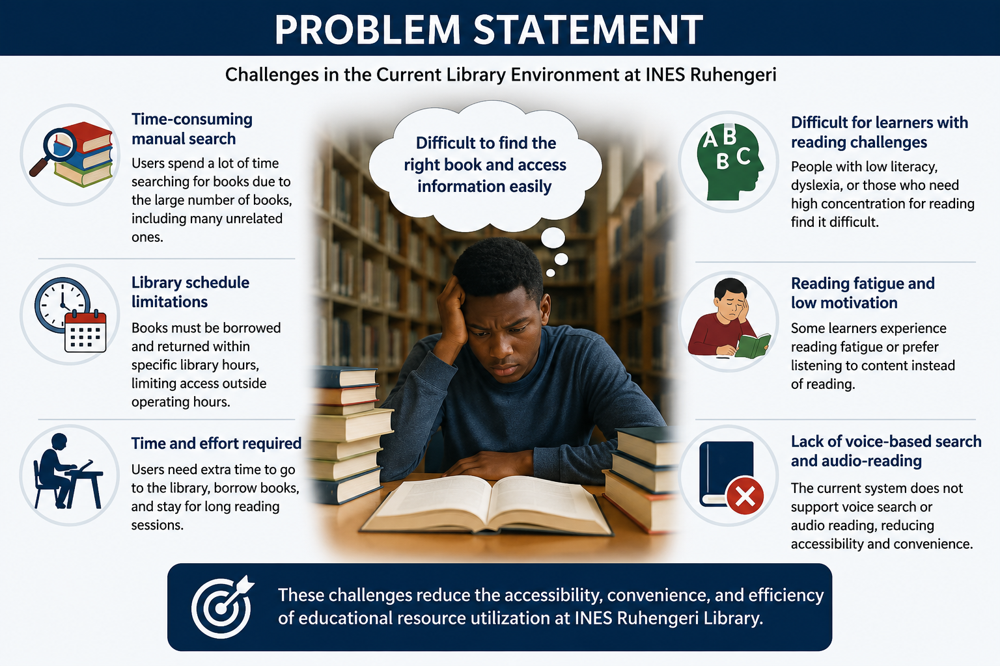 PROBLEM STATEMENT
Challenges in the Current Library Environment at INES Ruhengeri
Time-consuming
manual search
Users spend a lot of time
searching for books due to
the large number of books,
including many unrelated
ones.
Library schedule
limitations
Books must be borrowed
and returned within
specific library hours,
limiting access outside
operating hours.
Time and effort required
Users need extra time to go
to the library, borrow books,
and stay for long reading
sessions.
Difficult to find the
right book and access
information easily
A B
B C
Difficult for learners with
reading challenges
People with low literacy,
dyslexia, or those who need
high concentration for reading
find it difficult.
Reading fatigue and
low motivation
Some learners experience
reading fatigue or prefer
listening to content instead
of reading.
Lack of voice-based search
and audio-reading
The current system does not
support voice search or
audio reading, reducing
accessibility and convenience.
These challenges reduce the accessibility, convenience, and efficiency
of educational resource utilization at INES Ruhengeri Library.